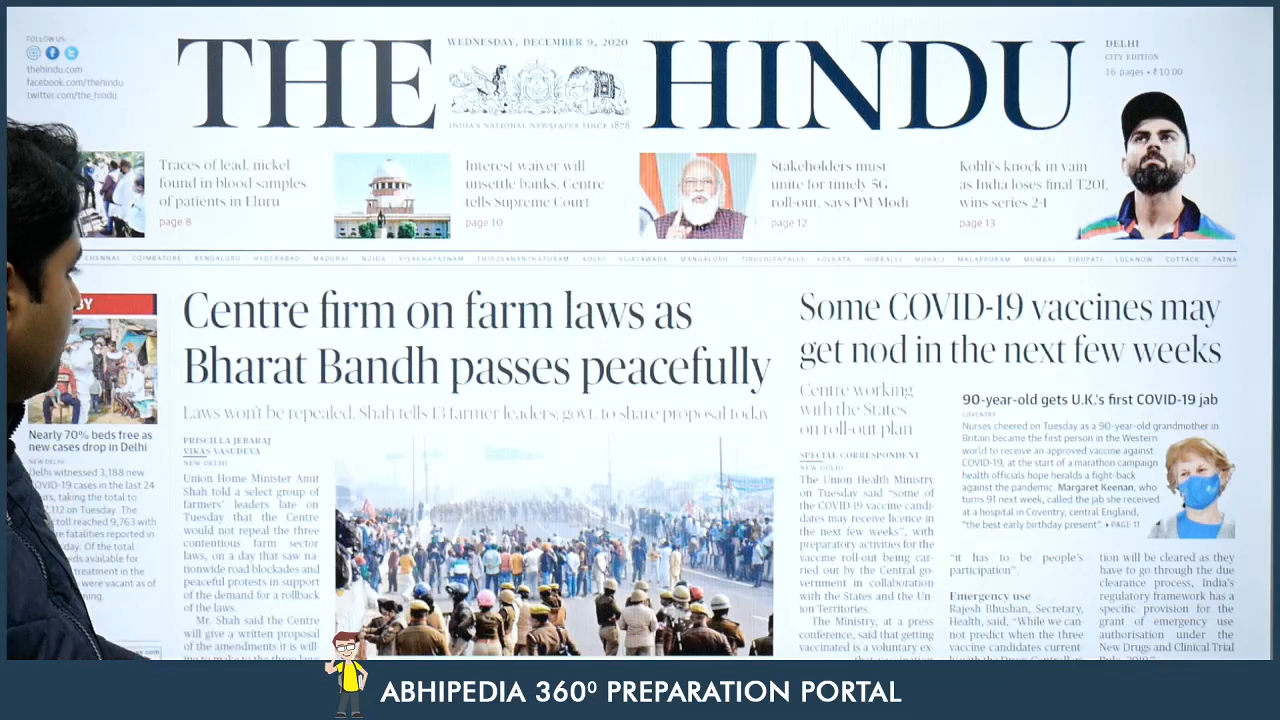 FOLLOW US:
thehindu.com
facebook.com/thehindu
twitter.com/the_hindu
THE HINDU
WEDNESDAY, DECEMBER 9, 2020
INDIA'S NATIONAL NEWSPAPER SINCE 1878
DELHI
CITY EDITION
16 pages • ₹10.00
Traces of lead, nickel
found in blood samples
of patients in Eluru
page 8
Interest waiver will
unsettle banks, Centre
tells Supreme Court
page 10
Stakeholders must
unite for timely 5G
roll-out, says PM Modi
page 12
Kohli's knock in vain
as India loses final T20I,
wins series 2-1
page 13
CHENNAI COIMBATORE BENGALURU HYDERABAD MADURAI NOIDA VISAKHAPATNAM THIRUVANANTHAPURAM KOCHI VIJAYAWADA MANGALURU TIRUCHIRAPALLI KOLKATA HUBBALLI MOHALI MALAPPURAM MUMBAI TIRUPATI LUCKNOW CUTTACK PATNA
Nearly 70% beds free as
new cases drop in Delhi
NEW DELHI
Delhi witnessed 3,188 new
COVID-19 cases in the last 24
taking the total to
112 on Tuesday. The
toll reached 9,763 with
fatalities reported in
day. Of the total
available for
treatment in the
were vacant as of
Centre firm on farm laws as
Bharat Bandh passes peacefully
Laws won't be repealed, Shah tells 13 farmer leaders; govt. to share proposal today
PRISCILLA JEBARAJ
VIKAS VASUDEVA
NEW DELHI
Union Home Minister Amit
Shah told a select group of
farmers' leaders late on
Tuesday that the Centre
would not repeal the three
contentious farm sector
laws, on a day that saw na-
tionwide road blockades and
peaceful protests in support
of the demand for a rollback
of the laws.
Mr. Shah said the Centre
will give a written proposal
of the amendments it is will-
ing to make to the three laws
Some COVID-19 vaccines may
get nod in the next few weeks
Centre working
with the States
on roll-out plan
SPECIAL CORRESPONDENT
NEW DELHI
The Union Health Ministry
on Tuesday said "some of
the COVID-19 vaccine candi-
dates may receive licence in
the next few weeks", with
preparatory activities for the
vaccine roll-out being car-
ried out by the Central go-
vernment in collaboration
with the States and the Un-
ion Territories.
The Ministry, at a press
conference, said that getting
vaccinated is a voluntary ex-
90-year-old gets U.K.'s first COVID-19 jab
COVENTRY
Nurses cheered on Tuesday as a 90-year-old grandmother in
Britain became the first person in the Western
world to receive an approved vaccine against
COVID-19, at the start of a marathon campaign
health officials hope heralds a fight-back
against the pandemic. Margaret Keenan, who
turns 91 next week, called the jab she received
at a hospital in Coventry, central England,
"the best early birthday present". ▸ PAGE 11
"it has to be people's
participation".
Emergency use
Rajesh Bhushan, Secretary,
Health, said, "While we can-
not predict when the three
vaccine candidates current-
tion will be cleared as they
have to go through the due
clearance process, India's
regulatory framework has a
specific provision for the
grant of emergency use
authorisation under the
New Drugs and Clinical Trial
ABHIPEDIA 360⁰ PREPARATION PORTAL